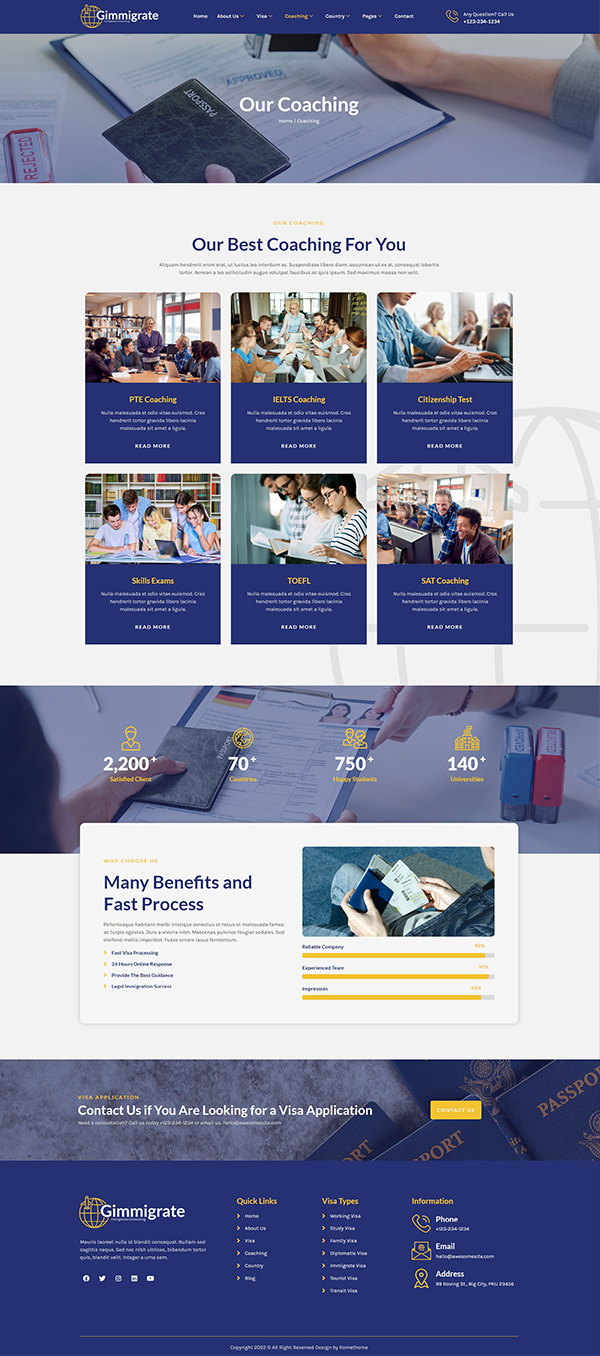 Gimmigrate
Home About Us Visa Coaching Country Pages Contact
Any Question? Call Us
+123-234-1234
APPROVED
PASSPORT
REJECTED
Our Coaching
Home / Coaching
OUR COACHING
Our Best Coaching For You
Aliquam hendrerit enim erat, ut luctus leo interdum ac. Suspendisse libero diam, accumsan ut ex at, consequat lobortis
tortor. Aenean a leo sollicitudin augue volutpat faucibus ac quis ipsum. Sed maximus massa non velit.
PTE Coaching
Nulla malesuada et odio vitae euismod. Cras
hendrerit tortor gravida libero lacinia
malesuada sit amet a ligula.
READ MORE
IELTS Coaching
Nulla malesuada et odio vitae euismod. Cras
hendrerit tortor gravida libero lacinia
malesuada sit amet a ligula.
READ MORE
Citizenship Test
Nulla malesuada et odio vitae euismod. Cras
hendrerit tortor gravida libero lacinia
malesuada sit amet a ligula.
READ MORE
Skills Exams
Nulla malesuada et odio vitae euismod. Cras
hendrerit tortor gravida libero lacinia
malesuada sit amet a ligula.
READ MORE
TOEFL
Nulla malesuada et odio vitae euismod. Cras
hendrerit tortor gravida libero lacinia
malesuada sit amet a ligula.
READ MORE
SAT Coaching
Nulla malesuada et odio vitae euismod. Cras
hendrerit tortor gravida libero lacinia
malesuada sit amet a ligula.
READ MORE
PASSPORT
2,200+
Satisfied Client
70+
Countries
750+
Happy Students
140+
Universities
WHY CHOOSE US
Many Benefits and
Fast Process
Pellentesque habitant morbi tristique senectus et netus et malesuada fames
ac turpis egestas. Duis a viverra nibh. Maecenas pulvinar feugiat sodales. Sed
eleifend mollis imperdiet. Fusce ornare lacus fermentum.
Fast Visa Processing
24 Hours Online Response
Provide The Best Guidance
Legal Immigration Success
Reliable Company 95%
Experienced Team 97%
Impression 93%
VISA APPLICATION
Contact Us if You Are Looking for a Visa Application
Need a consultation? Call us today +123-234-1234 or email us: hello@awesomesite.com
CONTACT US
PASSPORT
PASSPORT
PORT
Gimmigrate
Mauris laoreet nulla id blandit consequat. Nullam sed
sagittis neque. Sed nec nibh ultrices, bibendum tortor
quis, blandit velit. Integer a urna sem.
Quick Links
Home
About Us
Visa
Coaching
Country
Blog
Visa Types
Working Visa
Study Visa
Family Visa
Diplomatic Visa
Immigrate Visa
Tourist Visa
Transit Visa
Information
Phone
+123-234-1234
Email
hello@awesomesite.com
Address
99 Roving St., Big City, PKU 23456
Copyright 2022 © All Right Reserved Design by Rometheme